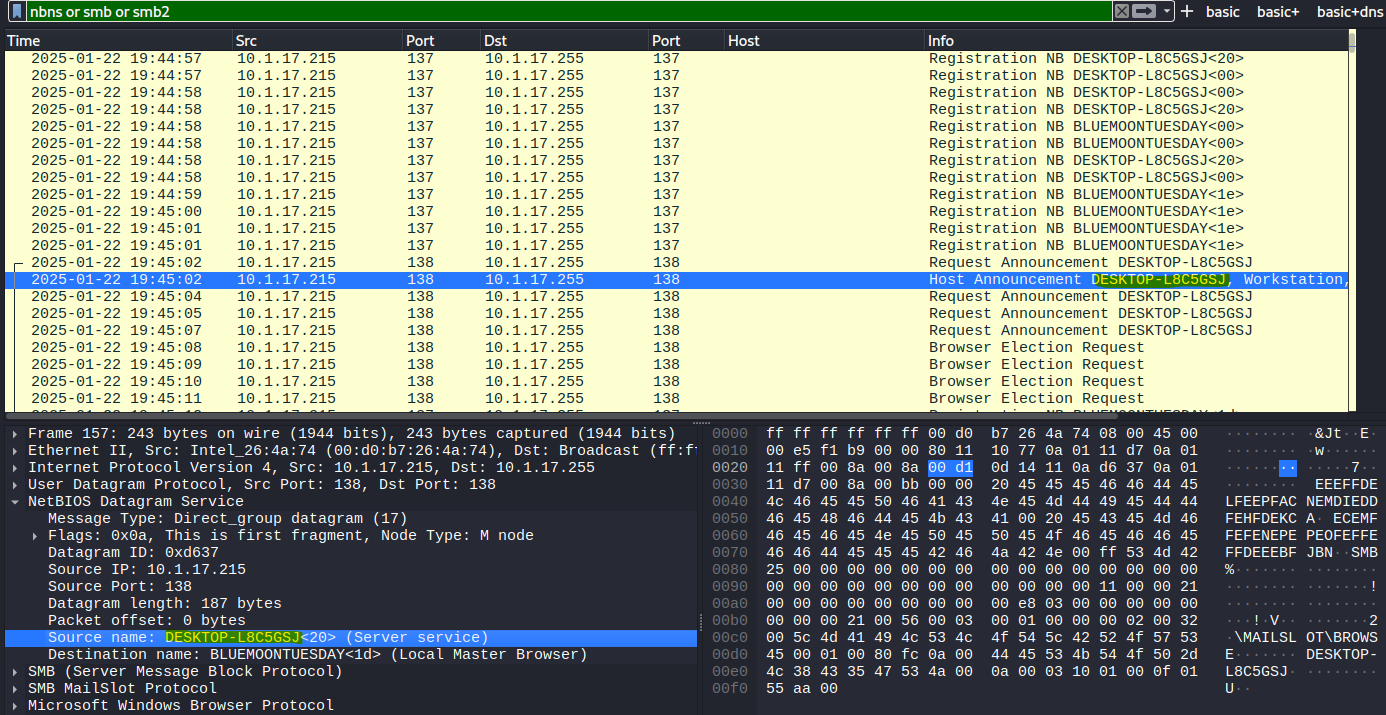 nbns or smb or smb2 basic basic+ basic+dns
Time Src Port Dst Port Host Info
2025-01-22 19:44:57 10.1.17.215 137 10.1.17.255 137 Registration NB DESKTOP-L8C5GSJ<20>
2025-01-22 19:44:57 10.1.17.215 137 10.1.17.255 137 Registration NB DESKTOP-L8C5GSJ<00>
2025-01-22 19:44:58 10.1.17.215 137 10.1.17.255 137 Registration NB DESKTOP-L8C5GSJ<00>
2025-01-22 19:44:58 10.1.17.215 137 10.1.17.255 137 Registration NB DESKTOP-L8C5GSJ<20>
2025-01-22 19:44:58 10.1.17.215 137 10.1.17.255 137 Registration NB BLUEMOONTUESDAY<00>
2025-01-22 19:44:58 10.1.17.215 137 10.1.17.255 137 Registration NB BLUEMOONTUESDAY<00>
2025-01-22 19:44:58 10.1.17.215 137 10.1.17.255 137 Registration NB DESKTOP-L8C5GSJ<20>
2025-01-22 19:44:58 10.1.17.215 137 10.1.17.255 137 Registration NB DESKTOP-L8C5GSJ<00>
2025-01-22 19:44:59 10.1.17.215 137 10.1.17.255 137 Registration NB BLUEMOONTUESDAY<1e>
2025-01-22 19:45:00 10.1.17.215 137 10.1.17.255 137 Registration NB BLUEMOONTUESDAY<1e>
2025-01-22 19:45:01 10.1.17.215 137 10.1.17.255 137 Registration NB BLUEMOONTUESDAY<1e>
2025-01-22 19:45:01 10.1.17.215 137 10.1.17.255 137 Registration NB BLUEMOONTUESDAY<1e>
2025-01-22 19:45:02 10.1.17.215 138 10.1.17.255 138 Request Announcement DESKTOP-L8C5GSJ
2025-01-22 19:45:02 10.1.17.215 138 10.1.17.255 138 Host Announcement DESKTOP-L8C5GSJ, Workstation,
2025-01-22 19:45:04 10.1.17.215 138 10.1.17.255 138 Request Announcement DESKTOP-L8C5GSJ
2025-01-22 19:45:05 10.1.17.215 138 10.1.17.255 138 Request Announcement DESKTOP-L8C5GSJ
2025-01-22 19:45:07 10.1.17.215 138 10.1.17.255 138 Request Announcement DESKTOP-L8C5GSJ
2025-01-22 19:45:08 10.1.17.215 138 10.1.17.255 138 Browser Election Request
2025-01-22 19:45:09 10.1.17.215 138 10.1.17.255 138 Browser Election Request
2025-01-22 19:45:10 10.1.17.215 138 10.1.17.255 138 Browser Election Request
2025-01-22 19:45:11 10.1.17.215 138 10.1.17.255 138 Browser Election Request
Frame 157: 243 bytes on wire (1944 bits), 243 bytes captured (1944 bits)
Ethernet II, Src: Intel_26:4a:74 (00:d0:b7:26:4a:74), Dst: Broadcast (ff:ff
Internet Protocol Version 4, Src: 10.1.17.215, Dst: 10.1.17.255
User Datagram Protocol, Src Port: 138, Dst Port: 138
NetBIOS Datagram Service
Message Type: Direct_group datagram (17)
Flags: 0x0a, This is first fragment, Node Type: M node
Datagram ID: 0xd637
Source IP: 10.1.17.215
Source Port: 138
Datagram length: 187 bytes
Packet offset: 0 bytes
Source name: DESKTOP-L8C5GSJ<20> (Server service)
Destination name: BLUEMOONTUESDAY<1d> (Local Master Browser)
SMB (Server Message Block Protocol)
SMB MailSlot Protocol
Microsoft Windows Browser Protocol
0000 ff ff ff ff ff ff 00 d0 b7 26 4a 74 08 00 45 00 ········ ·&Jt··E·
0010 00 e5 f1 b9 00 00 80 11 10 77 0a 01 11 d7 0a 01 ········ ·w······
0020 11 ff 00 8a 00 8a 00 d1 0d 14 11 0a d6 37 0a 01 ········ ·····7··
0030 11 d7 00 8a 00 bb 00 00 20 45 45 45 46 46 44 45 ········ EEEFFDE
0040 4c 46 45 45 50 46 41 43 4e 45 4d 44 49 45 44 44 LFEEPFAC NEMDIEDD
0050 46 45 48 46 44 45 4b 43 41 00 20 45 43 45 4d 46 FEHFDEKC A· ECEMF
0060 46 45 46 4e 45 50 45 50 45 4f 46 45 46 46 45 FEFENEPE PEOFEFFE
0070 46 46 44 45 45 45 42 46 4a 42 4e 00 ff 53 4d 42 FFDEEEBF JBN··SMB
0080 25 00 00 00 00 00 00 00 00 00 00 00 00 00 00 00 %······· ········
0090 00 00 00 00 00 00 00 00 00 00 00 00 11 00 00 21 ········ ·······!
00a0 00 00 00 00 00 00 00 00 00 e8 03 00 00 00 00 00 ········ ········
00b0 00 00 00 21 00 56 00 03 00 01 00 00 00 02 00 32 ···!·V·· ·······2
00c0 00 5c 4d 41 49 4c 53 4c 4f 54 5c 42 52 4f 57 53 ·\MAILSL OT\BROWS
00d0 45 00 01 00 80 fc 0a 00 44 45 53 4b 54 4f 50 2d E······· DESKTOP-
00e0 4c 38 43 35 47 53 4a 00 0a 00 03 10 01 00 0f 01 L8C5GSJ· ········
00f0 55 aa 00 U··